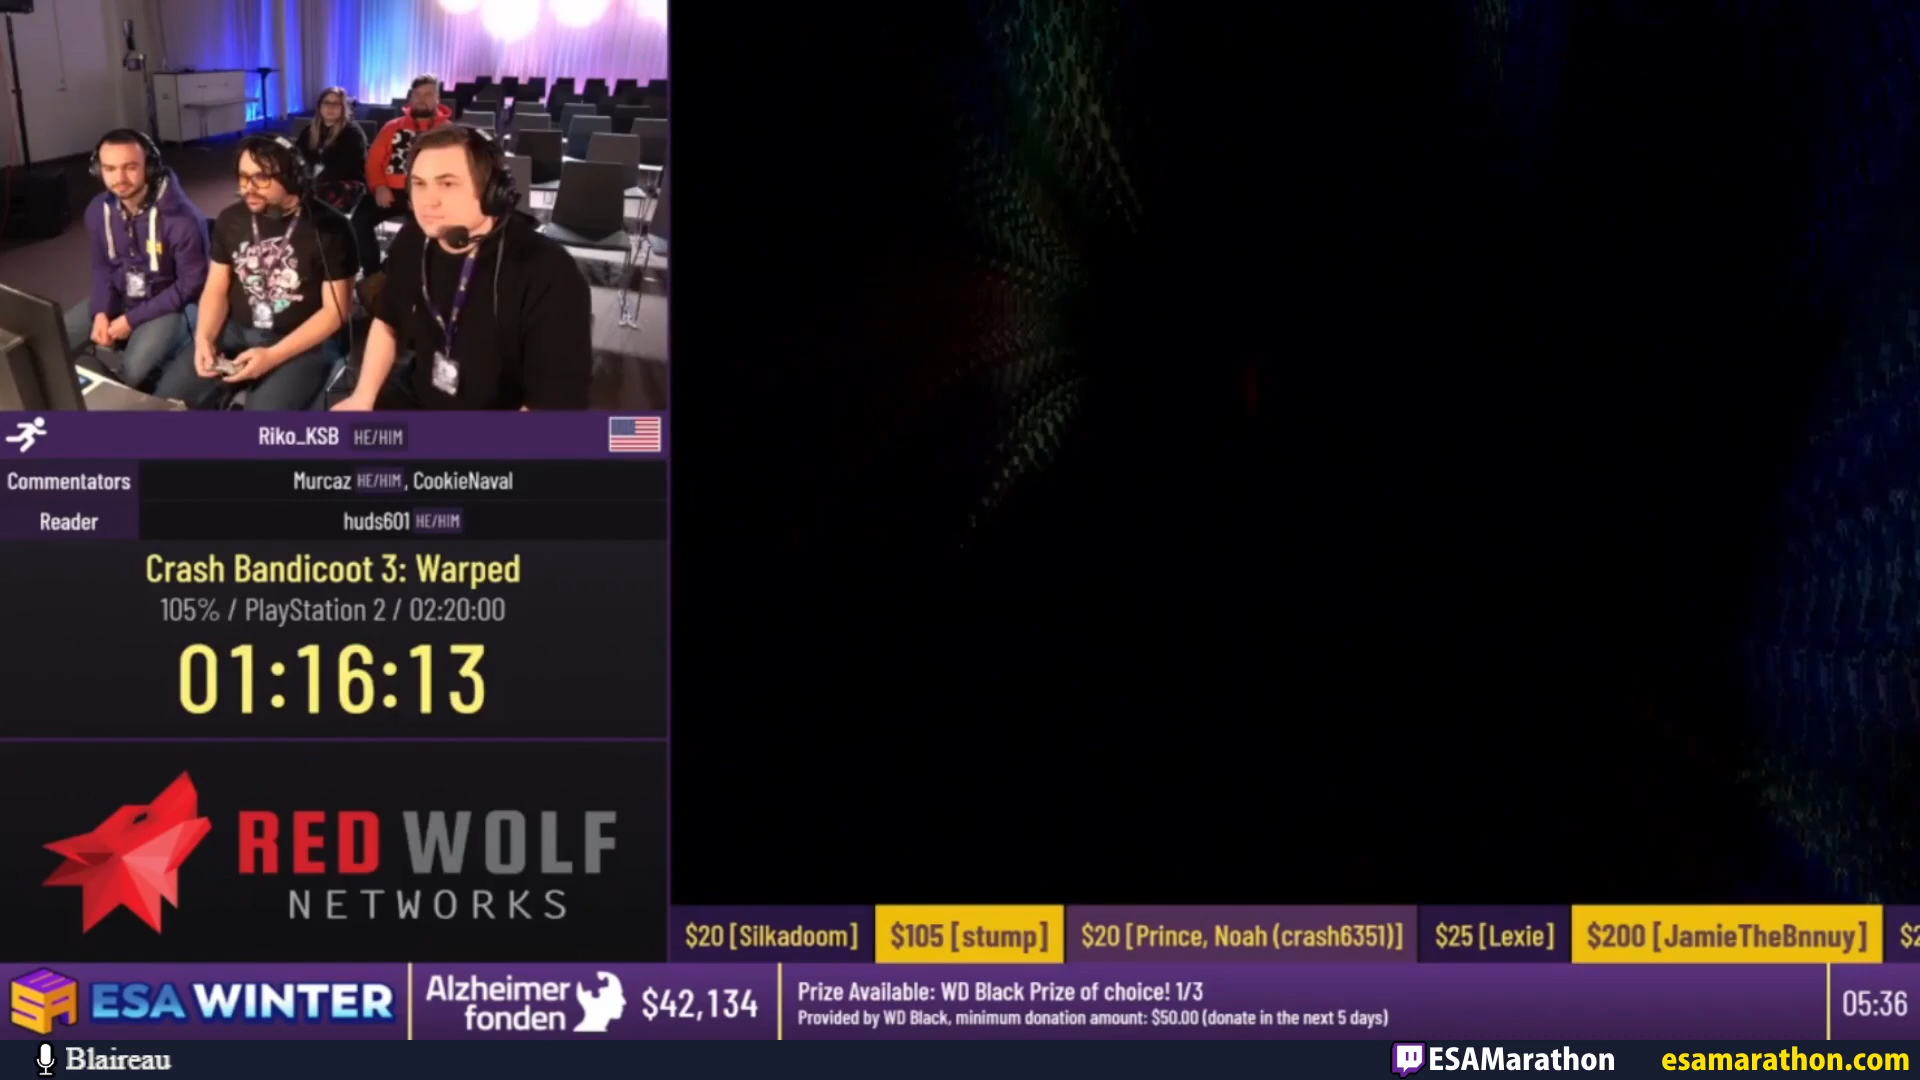 Riko_KSB HE/HIM
Commentators Murcaz HE/HIM, CookieNaval
Reader huds601 HE/HIM
Crash Bandicoot 3: Warped
105% / PlayStation 2 / 02:20:00
01:16:13
RED WOLF
NETWORKS
$20 [Silkadoom] $105 [stump] $20 [Prince, Noah (crash6351)] $25 [Lexie] $200 [JamieTheBnnuy]
ESA WINTER
Alzheimer
fonden
$42,134
Prize Available: WD Black Prize of choice! 1/3
Provided by WD Black, minimum donation amount: $50.00 (donate in the next 5 days)
05:36
Blaireau
ESAMarathon esamarathon.com